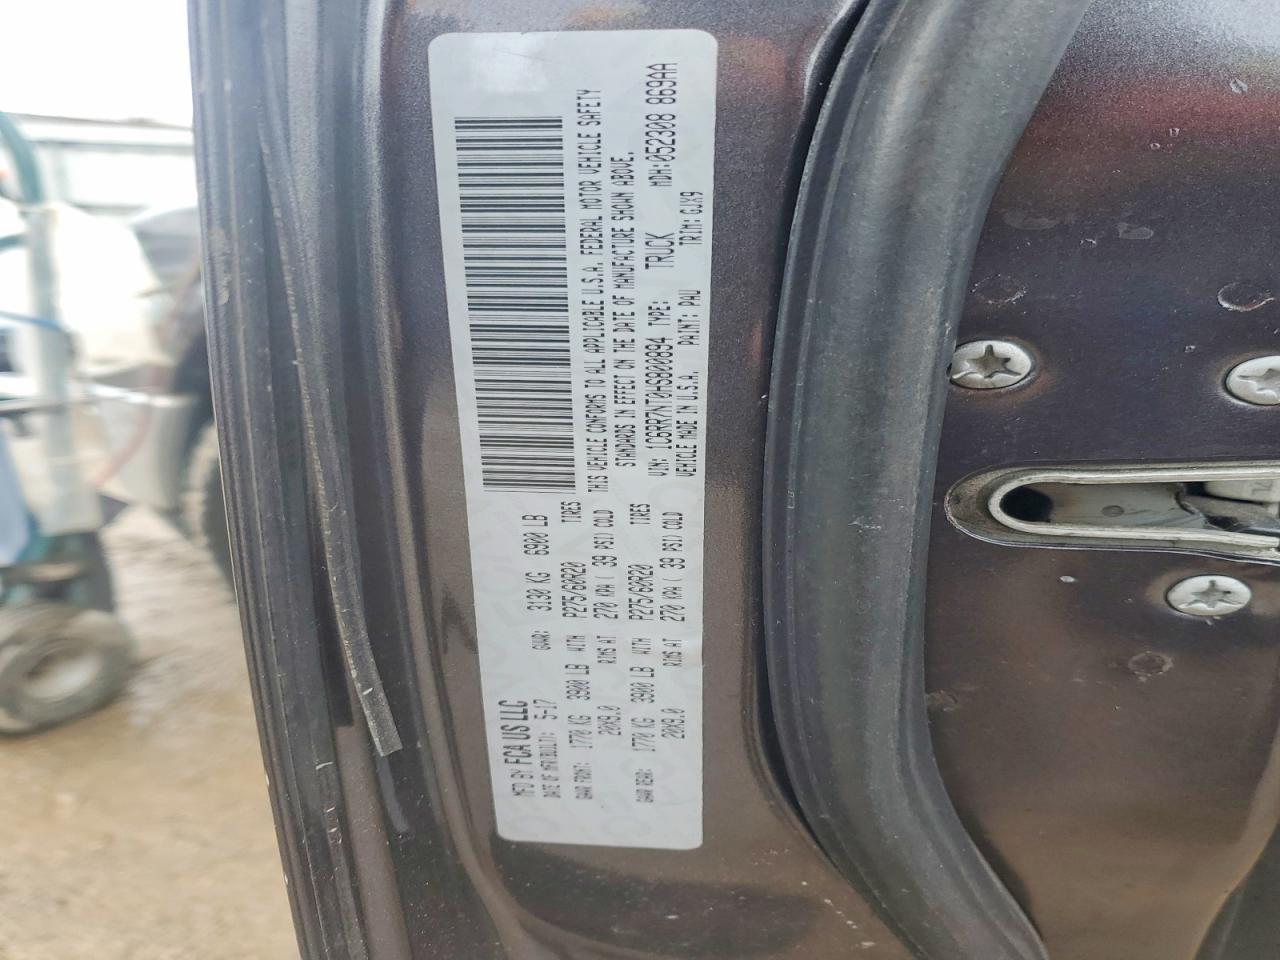 MFD BY FCA US LLC
DATE OF MFR(BUILT): 5-17 GVWR: 3130 KG 6900 LB
GAWR FRONT: 1770 KG 3900 LB WITH P275/60R20 TIRES
20X9.0 RIMS AT 270 KPA ( 39 PSI) COLD
GAWR REAR: 1770 KG 3900 LB WITH P275/60R20 TIRES
20X9.0 RIMS AT 270 KPA ( 39 PSI) COLD
THIS VEHICLE CONFORMS TO ALL APPLICABLE U.S.A. FEDERAL MOTOR VEHICLE SAFETY
STANDARDS IN EFFECT ON THE DATE OF MANUFACTURE SHOWN ABOVE.
VIN: 1C6RR7NT0HS800894 TYPE: TRUCK MDH:052308 869AA
VEHICLE MADE IN U.S.A. PAINT: PAU TRIM: GJX9